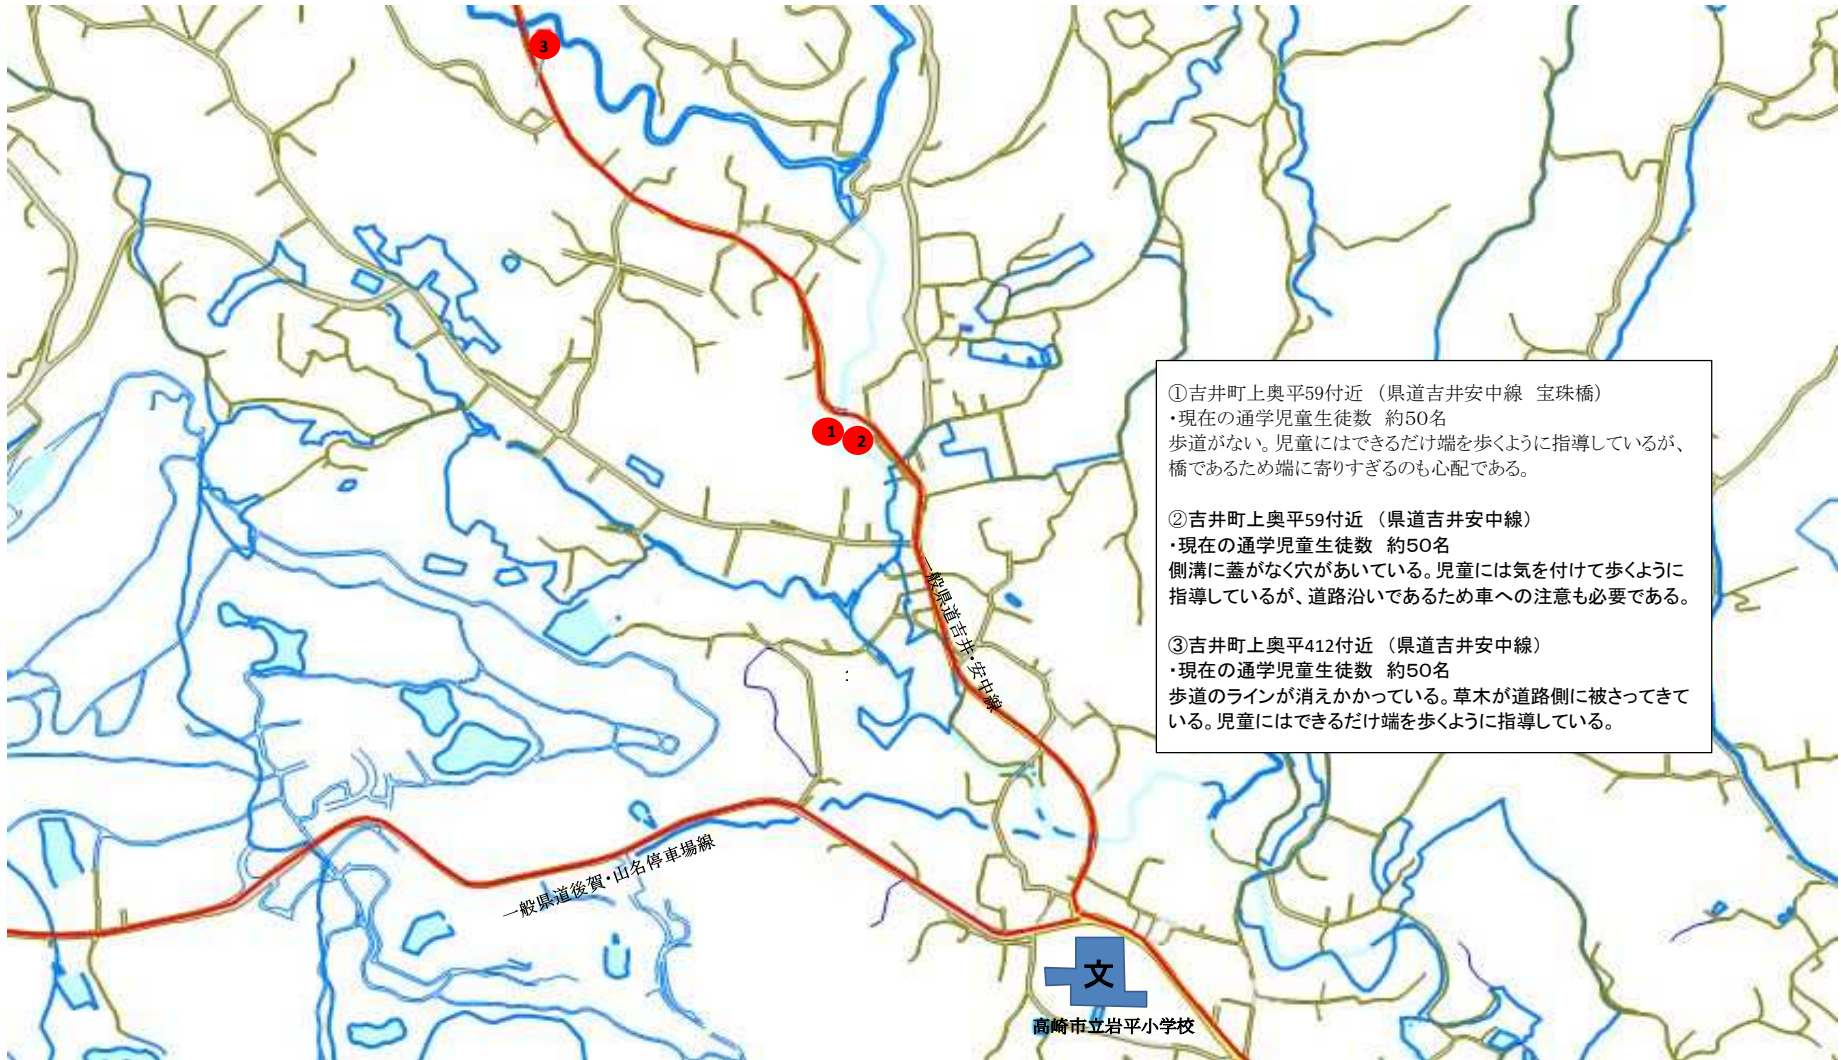 3
①吉井町上奥平59付近 （県道吉井安中線 宝珠橋）
・現在の通学児童生徒数 約50名
歩道がない。児童にはできるだけ端を歩くように指導しているが、
橋であるため端に寄りすぎるのも心配である。
②吉井町上奥平59付近 （県道吉井安中線）
・現在の通学児童生徒数 約50名
側溝に蓋がなく穴があいている。児童には気を付けて歩くように
指導しているが、道路沿いであるため車への注意も必要である。
③吉井町上奥平412付近 （県道吉井安中線）
・現在の通学児童生徒数 約50名
歩道のラインが消えかかっている。草木が道路側に被さってきて
いる。児童にはできるだけ端を歩くように指導している。
1
2
一般県道吉井・安中線
:
一般県道後賀・山名停車場線
文
高崎市立岩平小学校